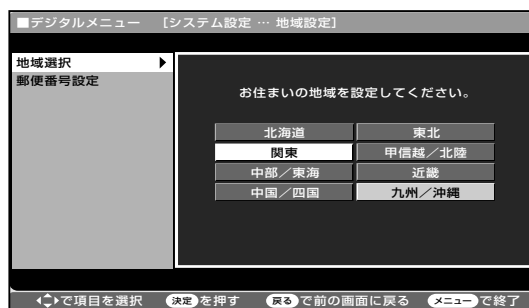 ■デジタルメニュー [システム設定 … 地域設定]
地域選択
郵便番号設定
お住まいの地域を設定してください。
北海道 東北
関東 甲信越／北陸
中部／東海 近畿
中国／四国 九州／沖縄
で項目を選択 決定を押す 戻るで前の画面に戻る メニューで終了